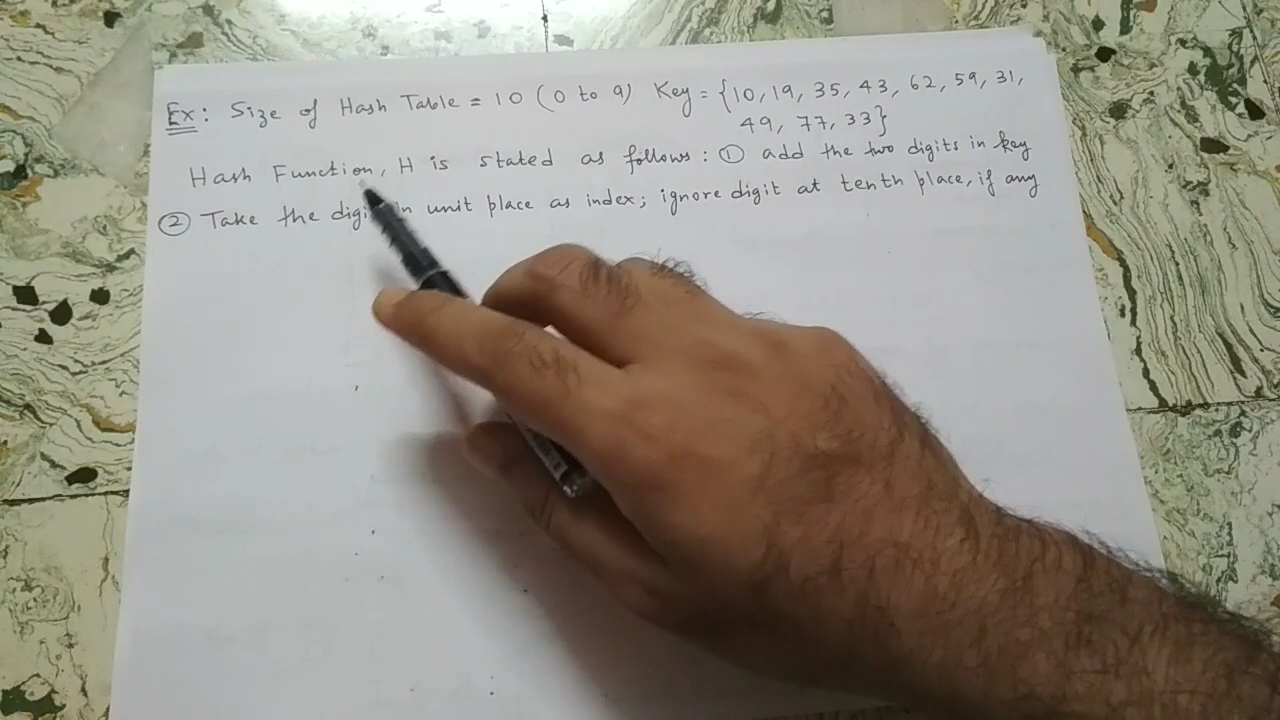 Ex: Size of Hash Table = 10 (0 to 9) Key = {10, 19, 35, 43, 62, 59, 31,
49, 77, 33}
Hash Function, H is stated as follows: ① add the two digits in key
② Take the digit in unit place as index; ignore digit at tenth place, if any